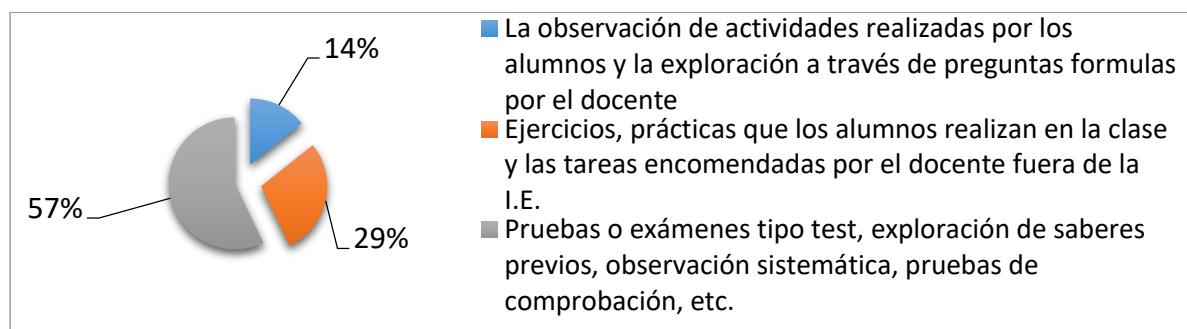 14%
57%
29%
La observación de actividades realizadas por los
alumnos y la exploración a través de preguntas formulas
por el docente
Ejercicios, prácticas que los alumnos realizan en la clase
y las tareas encomendadas por el docente fuera de la
I.E.
Pruebas o exámenes tipo test, exploración de saberes
previos, observación sistemática, pruebas de
comprobación, etc.